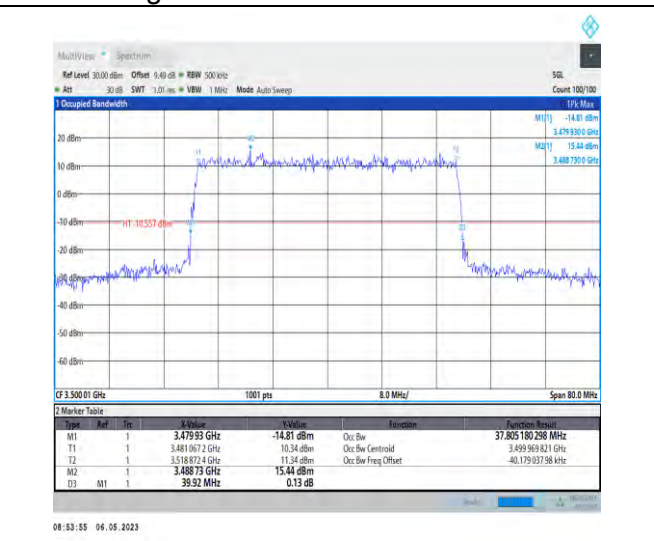 MultiView Spectrum
Ref Level 30.00 dBm Offset 9.49 dB RBW 500 kHz SGL
Att 30 dB SWT 1.01 ms VBW 1 MHz Mode Auto Sweep Count 100/100
1 Occupied Bandwidth 1Pk Max
M1[1] -14.81 dBm
3.479 930 0 GHz
M2[1] 15.44 dBm
3.488 730 0 GHz
20 dBm
10 dBm
0 dBm
-10 dBm
H1 -10.557 dBm
-20 dBm
-30 dBm
-40 dBm
-50 dBm
-60 dBm
CF 3.500 01 GHz 1001 pts 8.0 MHz/ Span 80.0 MHz
2 Marker Table
Type Ref Trc X-Value Y-Value Function Function Result
M1 1 3.479 93 GHz -14.81 dBm Occ Bw 37.805 180 298 MHz
T1 1 3.481 067 2 GHz 10.34 dBm Occ Bw Centroid 3.499 969 821 GHz
T2 1 3.518 872 4 GHz 11.34 dBm Occ Bw Freq Offset -40.179 037 98 kHz
M2 1 3.488 73 GHz 15.44 dBm
D3 M1 1 39.92 MHz 0.13 dB
08:53:55 06.05.2023